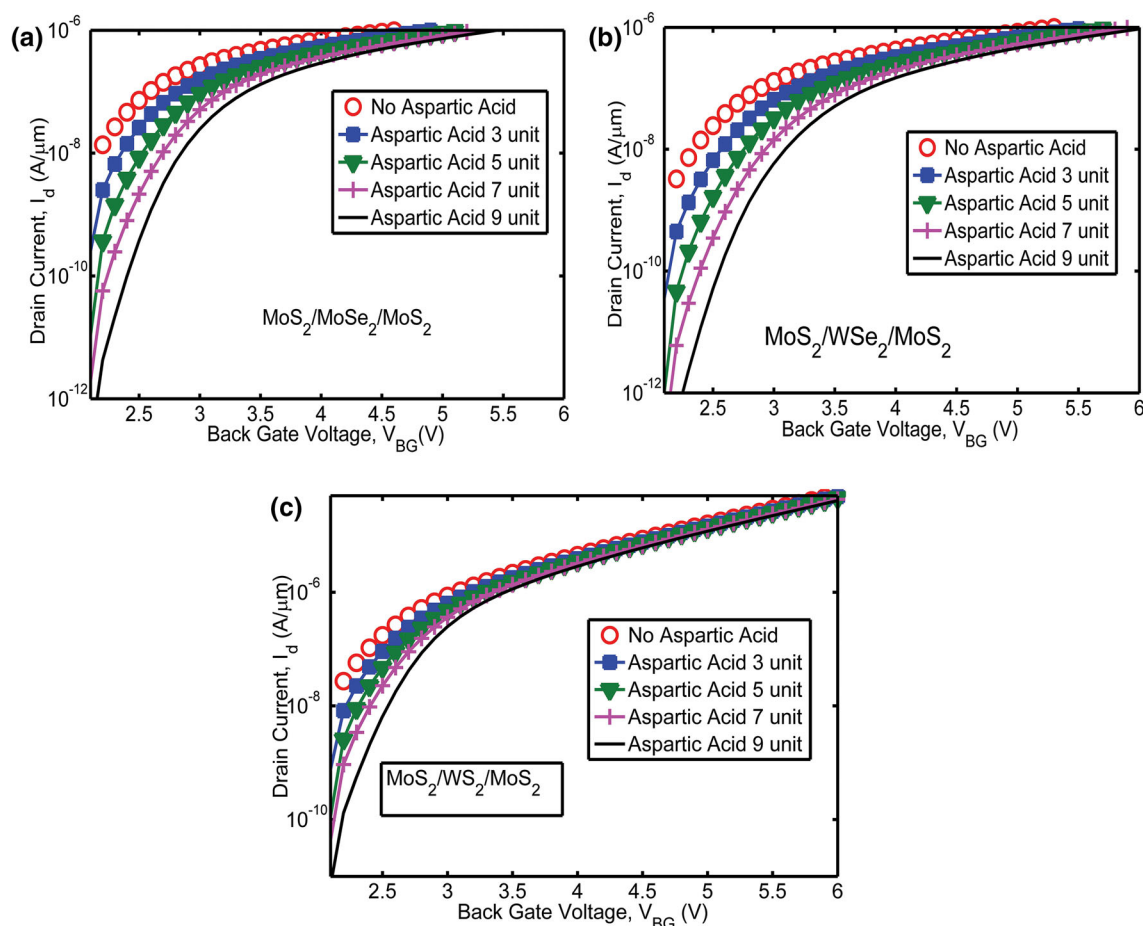 (a)
10⁻⁶
10⁻⁸
10⁻¹⁰
10⁻¹²
Drain Current, I_d (A/μm)
No Aspartic Acid
Aspartic Acid 3 unit
Aspartic Acid 5 unit
Aspartic Acid 7 unit
Aspartic Acid 9 unit
MoS₂/MoSe₂/MoS₂
2.5 3 3.5 4 4.5 5 5.5 6
Back Gate Voltage, V_BG(V)
(b)
10⁻⁶
10⁻⁸
10⁻¹⁰
10⁻¹²
Drain Current, I_d (A/μm)
No Aspartic Acid
Aspartic Acid 3 unit
Aspartic Acid 5 unit
Aspartic Acid 7 unit
Aspartic Acid 9 unit
MoS₂/WSe₂/MoS₂
2.5 3 3.5 4 4.5 5 5.5 6
Back Gate Voltage, V_BG (V)
(c)
10⁻⁶
10⁻⁸
10⁻¹⁰
Drain Current, I_d (A/μm)
No Aspartic Acid
Aspartic Acid 3 unit
Aspartic Acid 5 unit
Aspartic Acid 7 unit
Aspartic Acid 9 unit
MoS₂/WS₂/MoS₂
2.5 3 3.5 4 4.5 5 5.5 6
Back Gate Voltage, V_BG (V)